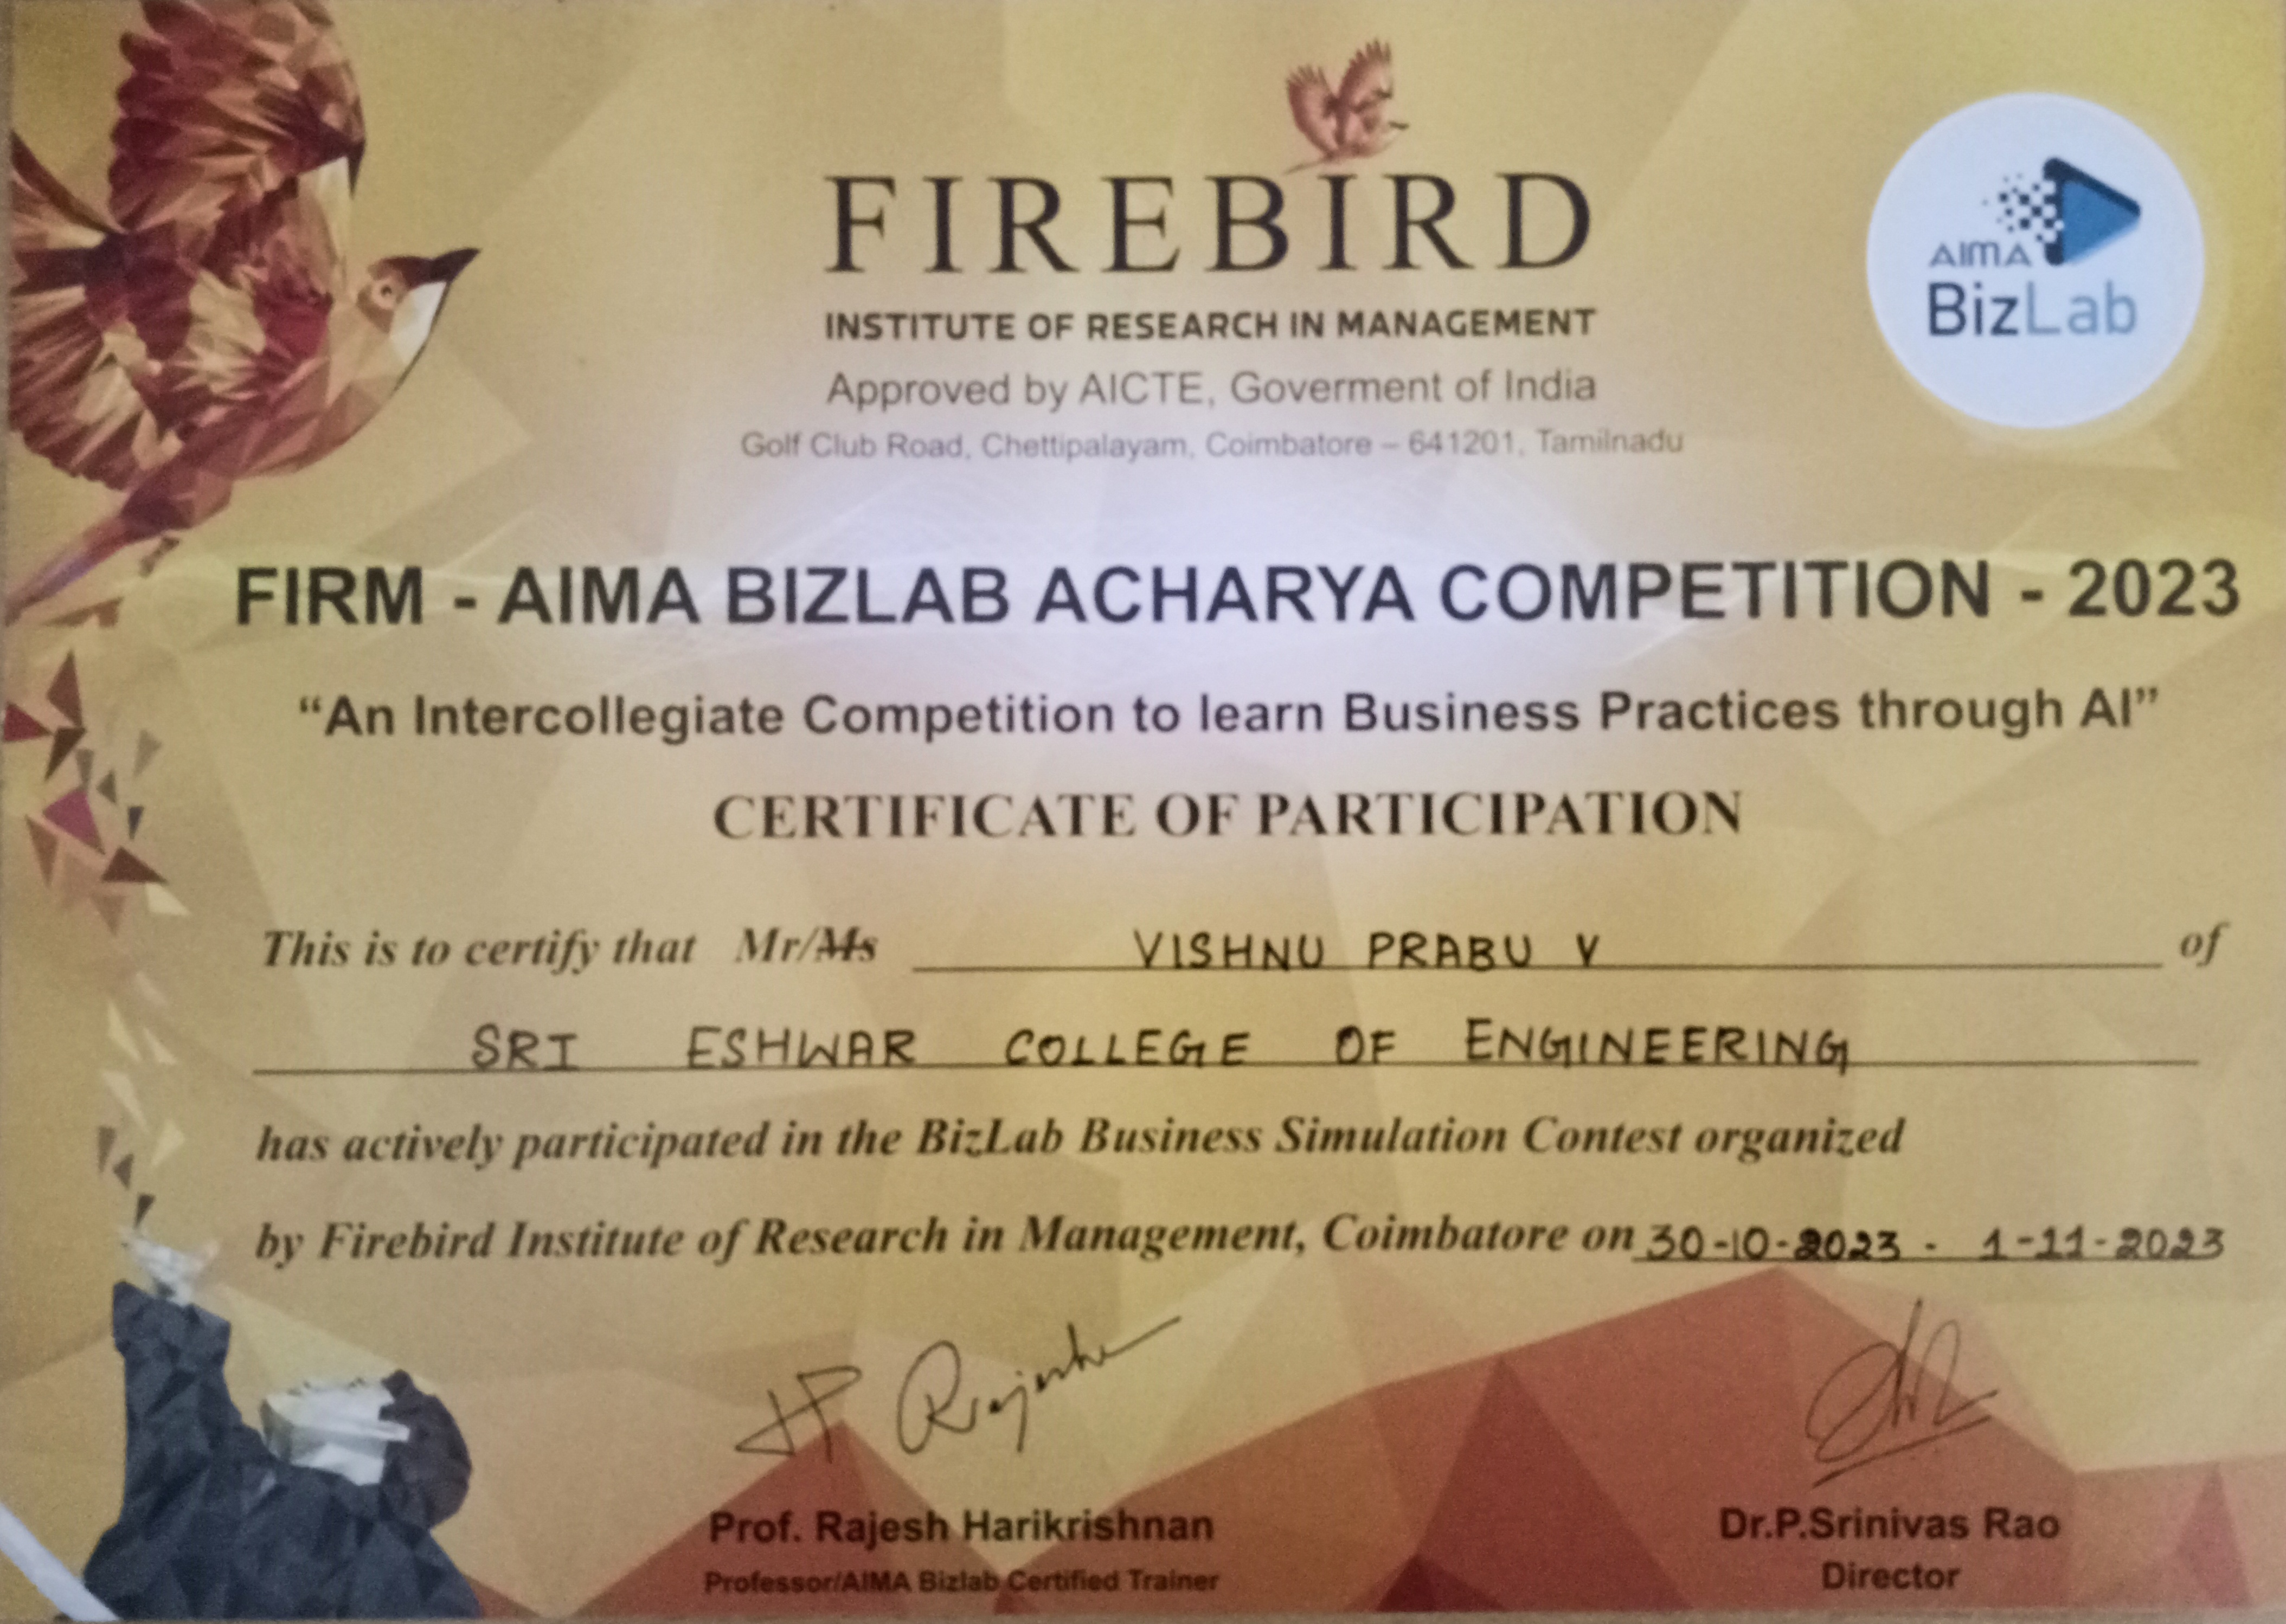 FIREBIRD
INSTITUTE OF RESEARCH IN MANAGEMENT
Approved by AICTE, Goverment of India
Golf Club Road, Chettipalayam, Coimbatore – 641201, Tamilnadu
AIMA
BizLab
FIRM - AIMA BIZLAB ACHARYA COMPETITION - 2023
“An Intercollegiate Competition to learn Business Practices through AI”
CERTIFICATE OF PARTICIPATION
This is to certify that Mr/Ms VISHNU PRABU V of
SRI ESHWAR COLLEGE OF ENGINEERING
has actively participated in the BizLab Business Simulation Contest organized
by Firebird Institute of Research in Management, Coimbatore on 30-10-2023 - 1-11-2023
H Rajesh
Prof. Rajesh Harikrishnan
Professor/AIMA Bizlab Certified Trainer
Dr.P.Srinivas Rao
Director